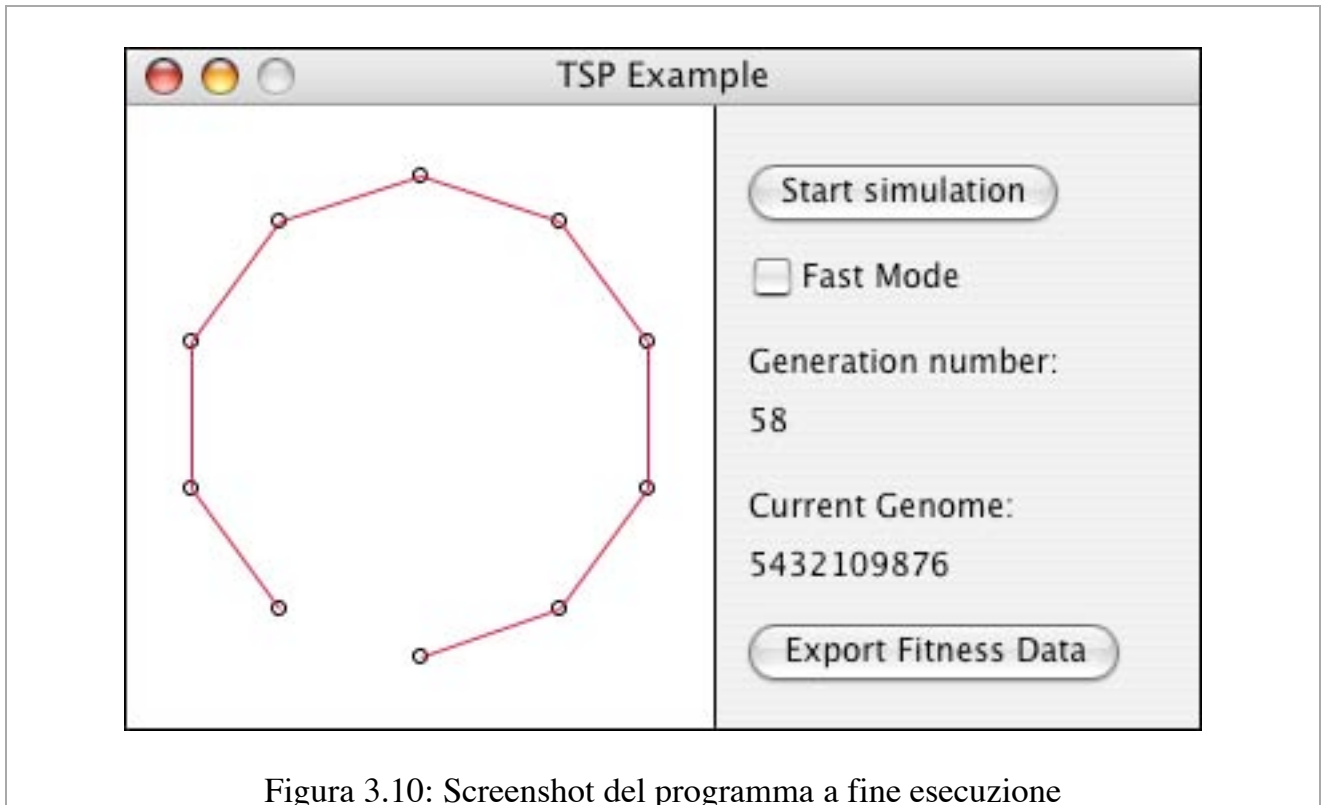 TSP Example
Start simulation
Fast Mode
Generation number:
58
Current Genome:
5432109876
Export Fitness Data
Figura 3.10: Screenshot del programma a fine esecuzione